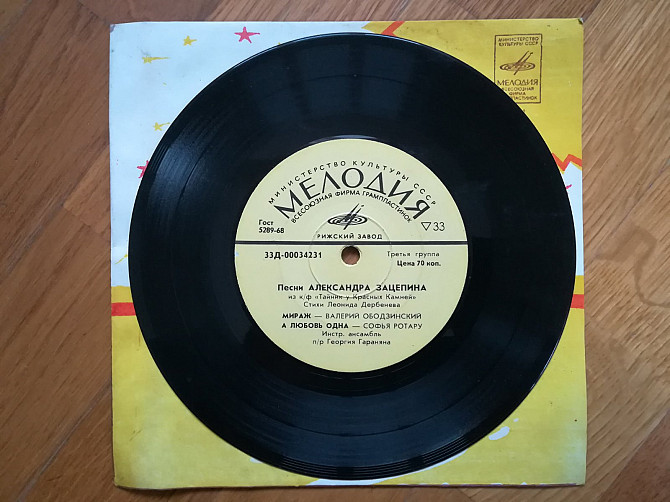 МИНИСТЕРСТВО
КУЛЬТУРЫ СССР
МЕЛОДИЯ
ВСЕСОЮЗНАЯ
ФИРМА
ГРАМПЛАСТИНОК
МИНИСТЕРСТВО КУЛЬТУРЫ СССР
МЕЛОДИЯ
ВСЕСОЮЗНАЯ ФИРМА ГРАМПЛАСТИНОК
Гост
5289-68
▽33
РИЖСКИЙ ЗАВОД
33Д-00034231
Третья группа
Цена 70 коп.
Песни АЛЕКСАНДРА ЗАЦЕПИНА
из к/ф «Тайник у Красных Камней»
Стихи Леонида Дербенева
МИРАЖ — ВАЛЕРИЙ ОБОДЗИНСКИЙ
А ЛЮБОВЬ ОДНА — СОФЬЯ РОТАРУ
Инстр. ансамбль
п/р Георгия Гараняна